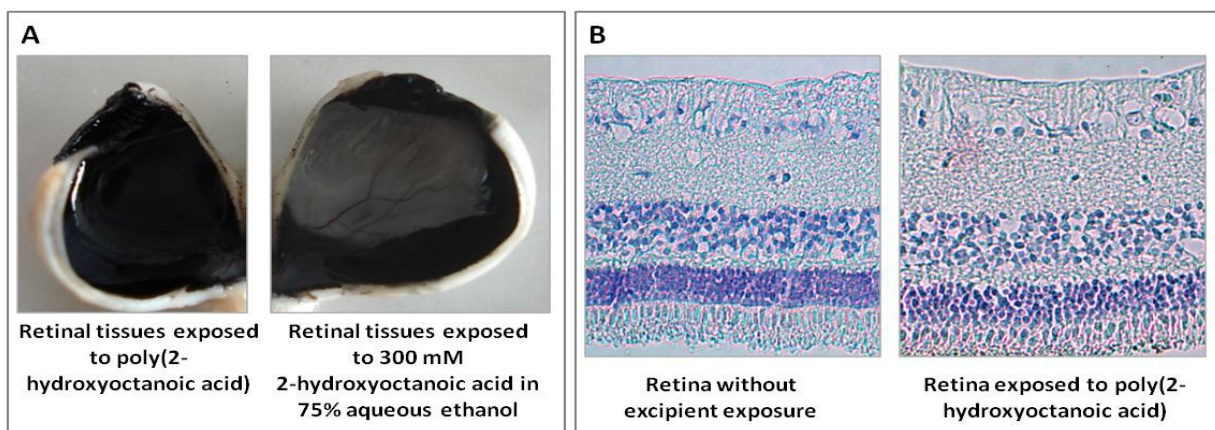 A
Retinal tissues exposed
to poly(2-
hydroxyoctanoic acid)
Retinal tissues exposed
to 300 mM
2-hydroxyoctanoic acid in
75% aqueous ethanol
B
Retina without
excipient exposure
Retina exposed to poly(2-
hydroxyoctanoic acid)